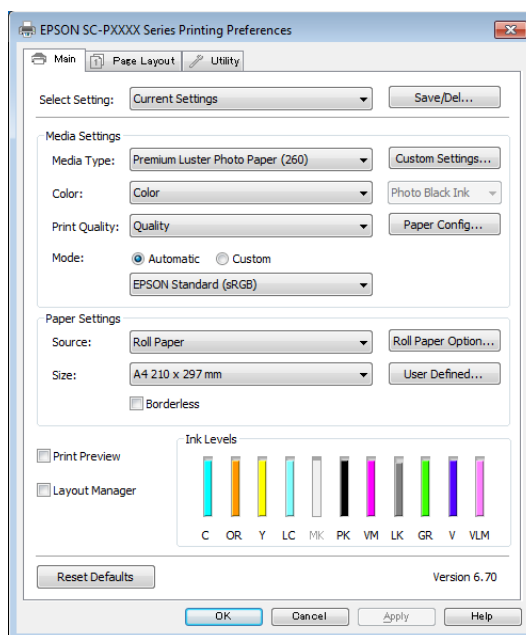 EPSON SC-PXXXX Series Printing Preferences
Main
Page Layout
Utility
Select Setting: Current Settings Save/Del...
Media Settings
Media Type: Premium Luster Photo Paper (260) Custom Settings...
Color: Color Photo Black Ink
Print Quality: Quality Paper Config...
Mode: Automatic Custom
EPSON Standard (sRGB)
Paper Settings
Source: Roll Paper Roll Paper Option...
Size: A4 210 x 297 mm User Defined...
Borderless
Print Preview
Layout Manager
Ink Levels
C OR Y LC MK PK VM LK GR V VLM
Reset Defaults Version 6.70
OK Cancel Apply Help